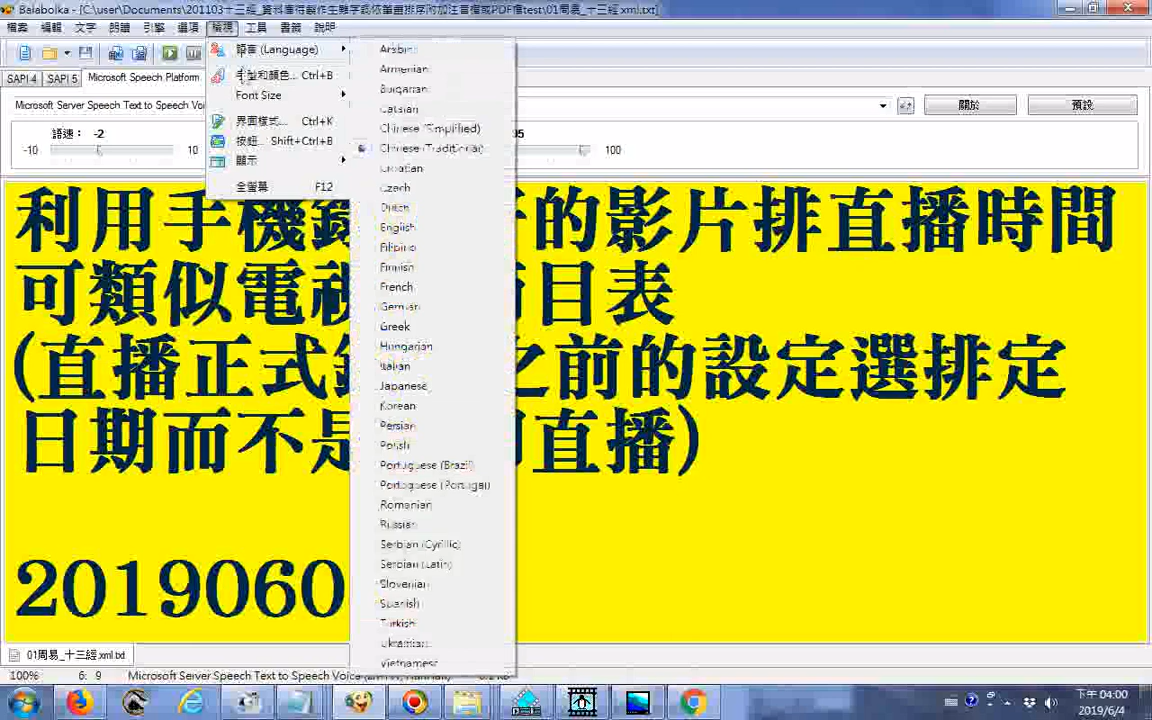 Balabolka - [C:\user\Documents\201103十三經_資料庫得製作生難字詞依筆畫排序附加注音檔或PDF檔test\01周易_十三經 xml.txt]
檔案 編輯 文字 朗讀 引擎 選項 檢視 工具 書籤 說明
SAPI 4 SAPI 5 Microsoft Speech Platform
Microsoft Server Speech Text to Speech Voi
關於 預設
語速： -2
-10 10 100
語言 (Language)
字型和顏色... Ctrl+B
Font Size
界面樣式... Ctrl+K
按鈕... Shift+Ctrl+B
顯示
全螢幕 F12
Arabic
Armenian
Bulgarian
Catalan
Chinese (Simplified)
Chinese (Traditional)
Croatian
Czech
Dutch
English
Filipino
Finnish
French
German
Greek
Hungarian
Italian
Japanese
Korean
Persian
Polish
Portuguese (Brazil)
Portuguese (Portugal)
Romanian
Russian
Serbian (Cyrillic)
Serbian (Latin)
Slovenian
Spanish
Turkish
Ukrainian
Vietnamese
利用手機 的影片排直播時間
可類似電視 節目表
(直播正式 之前的設定選排定
日期而不是 即直播)
2019060
01周易_十三經.xml.txt
100% 6: 9 Microsoft Server Speech Text to Speech Voice
下午 04:00
2019/6/4